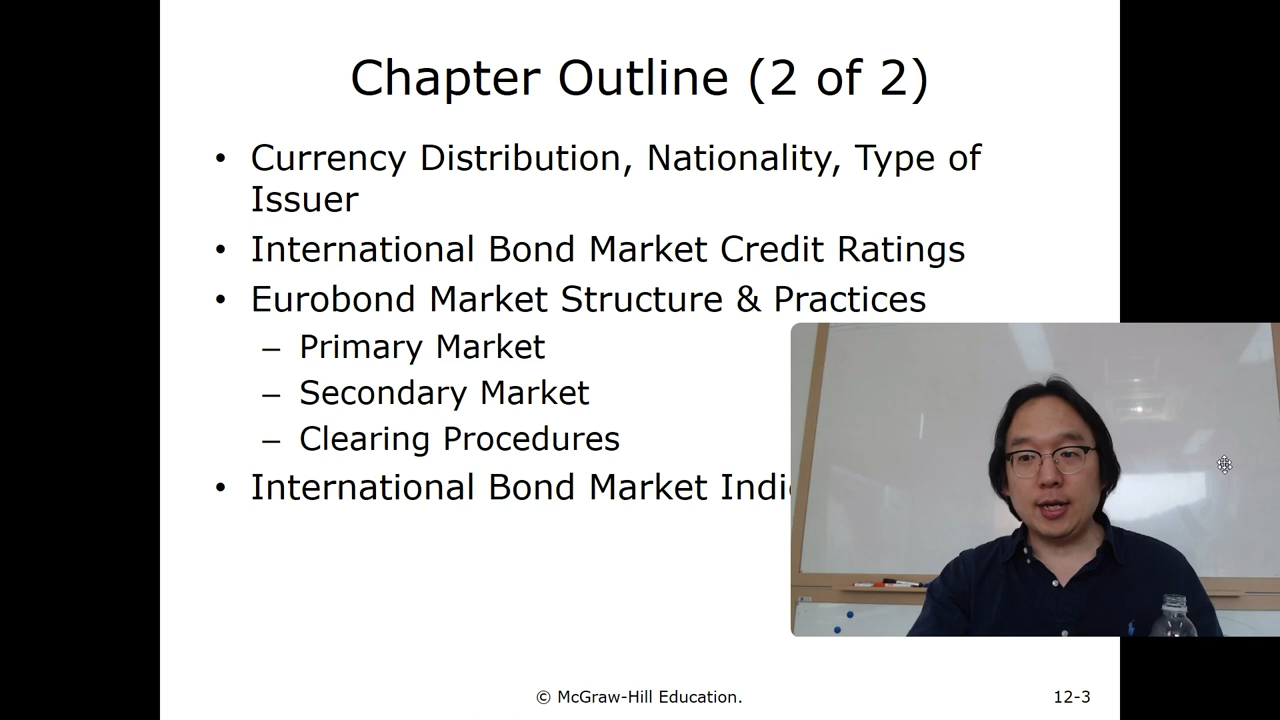 Chapter Outline (2 of 2)
• Currency Distribution, Nationality, Type of
Issuer
• International Bond Market Credit Ratings
• Eurobond Market Structure & Practices
– Primary Market
– Secondary Market
– Clearing Procedures
• International Bond Market
© McGraw-Hill Education.
12-3